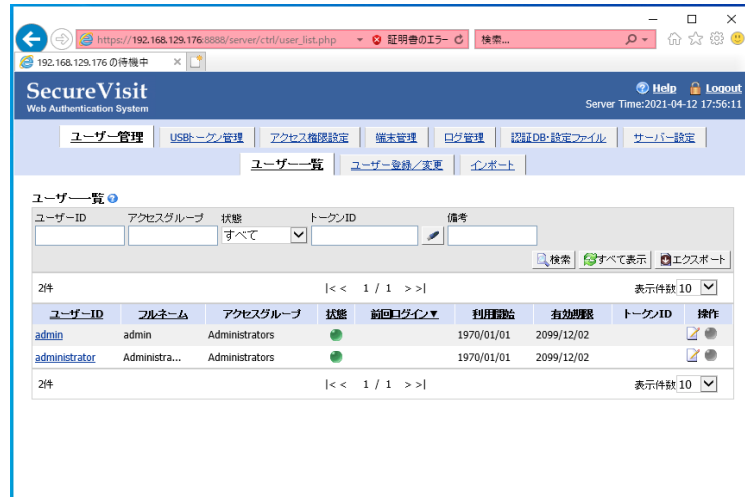 https://192.168.129.176:8888/server/ctrl/user_list.php 証明書のエラー 検索...
192.168.129.176 の待機中 ×
SecureVisit
Web Authentication System
Help Logout
Server Time:2021-04-12 17:56:11
ユーザー管理 USBトークン管理 アクセス権限設定 端末管理 ログ管理 認証DB・設定ファイル サーバー設定
ユーザー一覧 ユーザー登録/変更 インポート
ユーザー一覧
ユーザーID アクセスグループ 状態 トークンID 備考
すべて
検索 すべて表示 エクスポート
2件 |<< 1 / 1 >>| 表示件数 10
ユーザーID フルネーム アクセスグループ 状態 前回ログイン▼ 利用開始 有効期限 トークンID 操作
admin admin Administrators 1970/01/01 2099/12/02
administrator Administra... Administrators 1970/01/01 2099/12/02
2件 |<< 1 / 1 >>| 表示件数 10